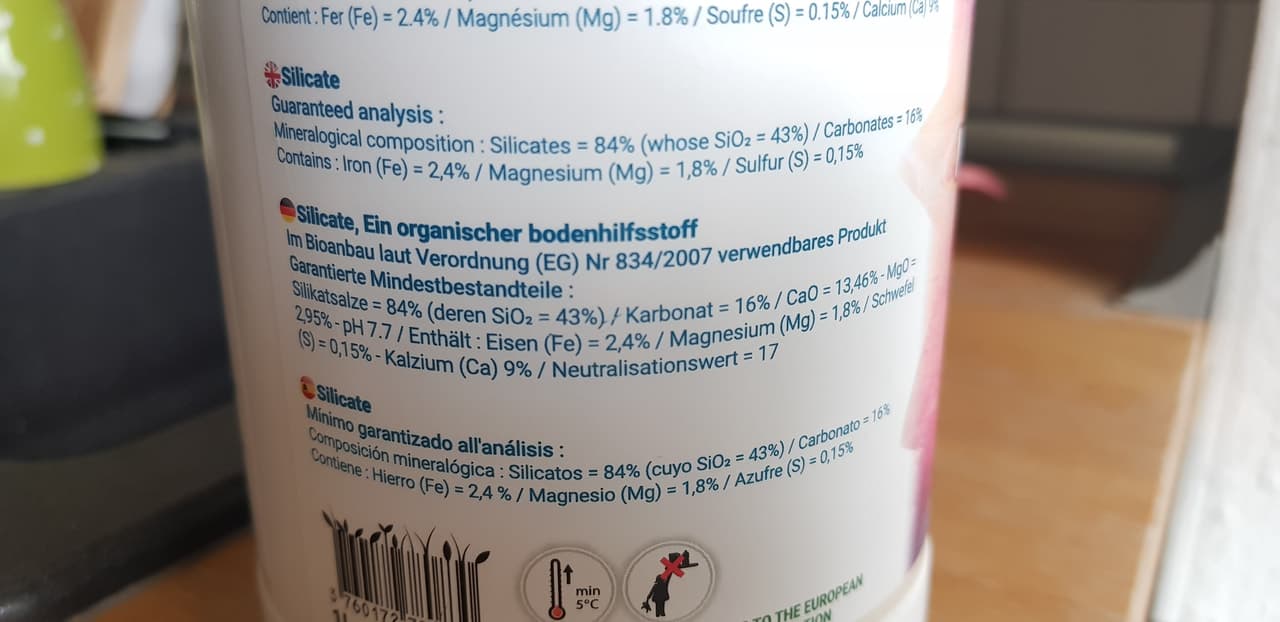 Contient : Fer (Fe) = 2.4% / Magnésium (Mg) = 1.8% / Soufre (S) = 0.15% / Calcium (Ca) 9%
Silicate
Guaranteed analysis :
Mineralogical composition : Silicates = 84% (whose SiO₂ = 43%) / Carbonates = 16%
Contains : Iron (Fe) = 2,4% / Magnesium (Mg) = 1,8% / Sulfur (S) = 0,15%
Silicate, Ein organischer bodenhilfsstoff
Im Bioanbau laut Verordnung (EG) Nr 834/2007 verwendbares Produkt
Garantierte Mindestbestandteile :
Silikatsalze = 84% (deren SiO₂ = 43%) / Karbonat = 16% / CaO = 13,46% - MgO =
2,95% - pH 7.7 / Enthält : Eisen (Fe) = 2,4% / Magnesium (Mg) = 1,8% / Schwefel
(S) = 0,15% - Kalzium (Ca) 9% / Neutralisationswert = 17
Silicate
Mínimo garantizado all'análisis :
Composición mineralógica : Silicatos = 84% (cuyo SiO₂ = 43%) / Carbonato = 16%
Contiene : Hierro (Fe) = 2,4 % / Magnesio (Mg) = 1,8% / Azufre (S) = 0,15%
min
5°C
3 760172
TO THE EUROPEAN